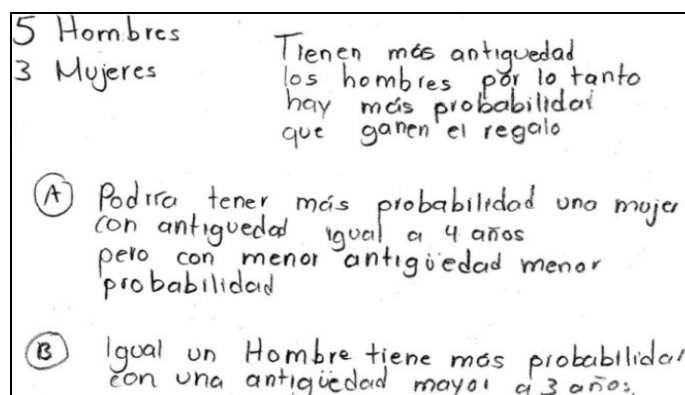 5 Hombres
3 Mujeres
Tienen más antiguedad
los hombres por lo tanto
hay más probabilidad
que ganen el regalo
A Podría tener más probabilidad una mujer
con antiguedad igual a 4 años
pero con menor antigüedad menor
probabilidad
B Igual un Hombre tiene más probabilidad
con una antigüedad mayor a 3 años.